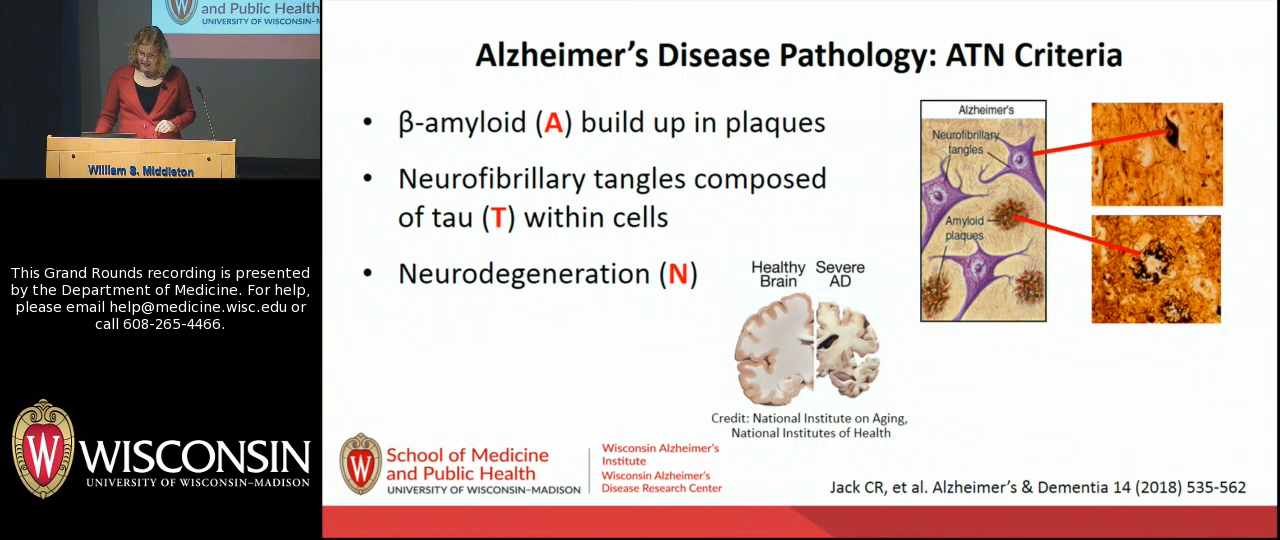 and Public Health
UNIVERSITY OF WISCONSIN–M
William S. Middleton
This Grand Rounds recording is presented
by the Department of Medicine. For help,
please email help@medicine.wisc.edu or
call 608-265-4466.
W
WISCONSIN
UNIVERSITY OF WISCONSIN–MADISON
Alzheimer's Disease Pathology: ATN Criteria
• β-amyloid (A) build up in plaques
• Neurofibrillary tangles composed
of tau (T) within cells
• Neurodegeneration (N)
Alzheimer's
Neurofibrillary
tangles
Amyloid
plaques
Healthy
Brain
Severe
AD
Credit: National Institute on Aging,
National Institutes of Health
W
School of Medicine
and Public Health
UNIVERSITY OF WISCONSIN–MADISON
Wisconsin Alzheimer's
Institute
Wisconsin Alzheimer's
Disease Research Center
Jack CR, et al. Alzheimer's & Dementia 14 (2018) 535-562